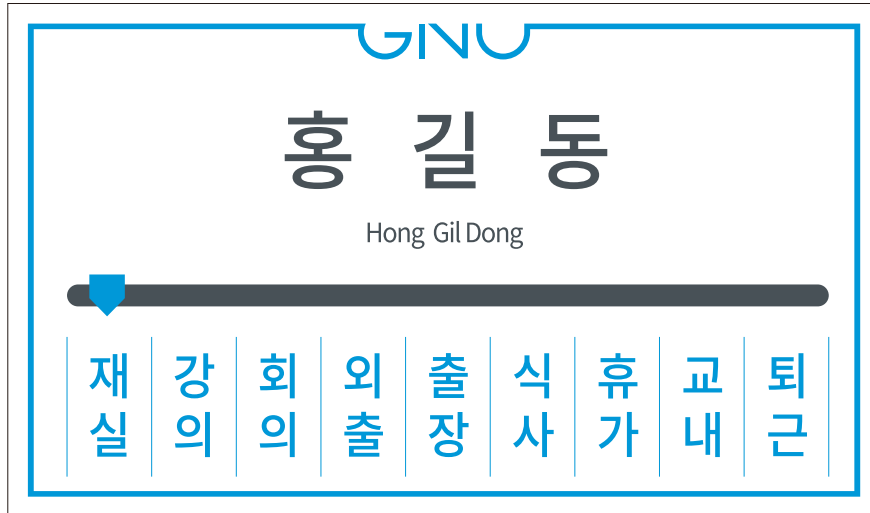 GNU
홍 길 동
Hong Gil Dong
재실
강의
회의
외출
출장
식사
휴가
교내
퇴근